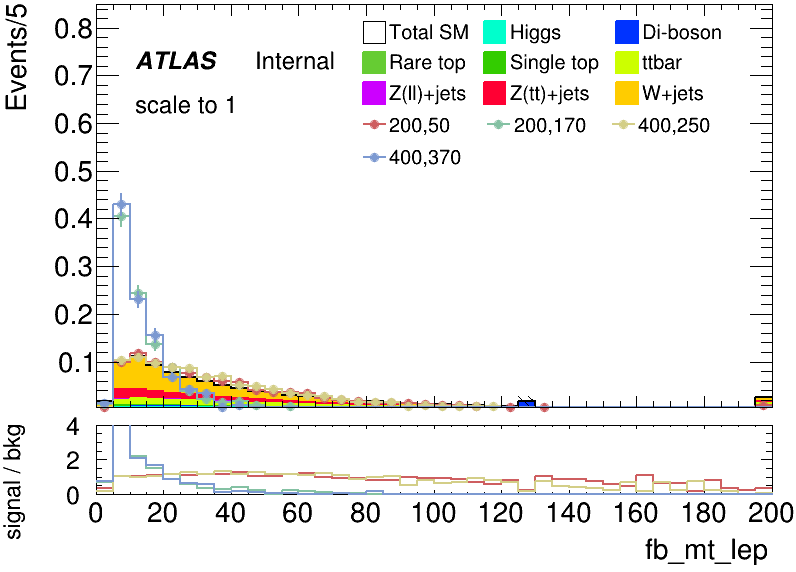 Events/5
0.8
0.7
0.6
0.5
0.4
0.3
0.2
0.1
ATLAS Internal
scale to 1
Total SM Higgs Di-boson
Rare top Single top ttbar
Z(ll)+jets Z(tt)+jets W+jets
200,50 200,170 400,250
400,370
signal / bkg
4
2
0
0 20 40 60 80 100 120 140 160 180 200
fb_mt_lep